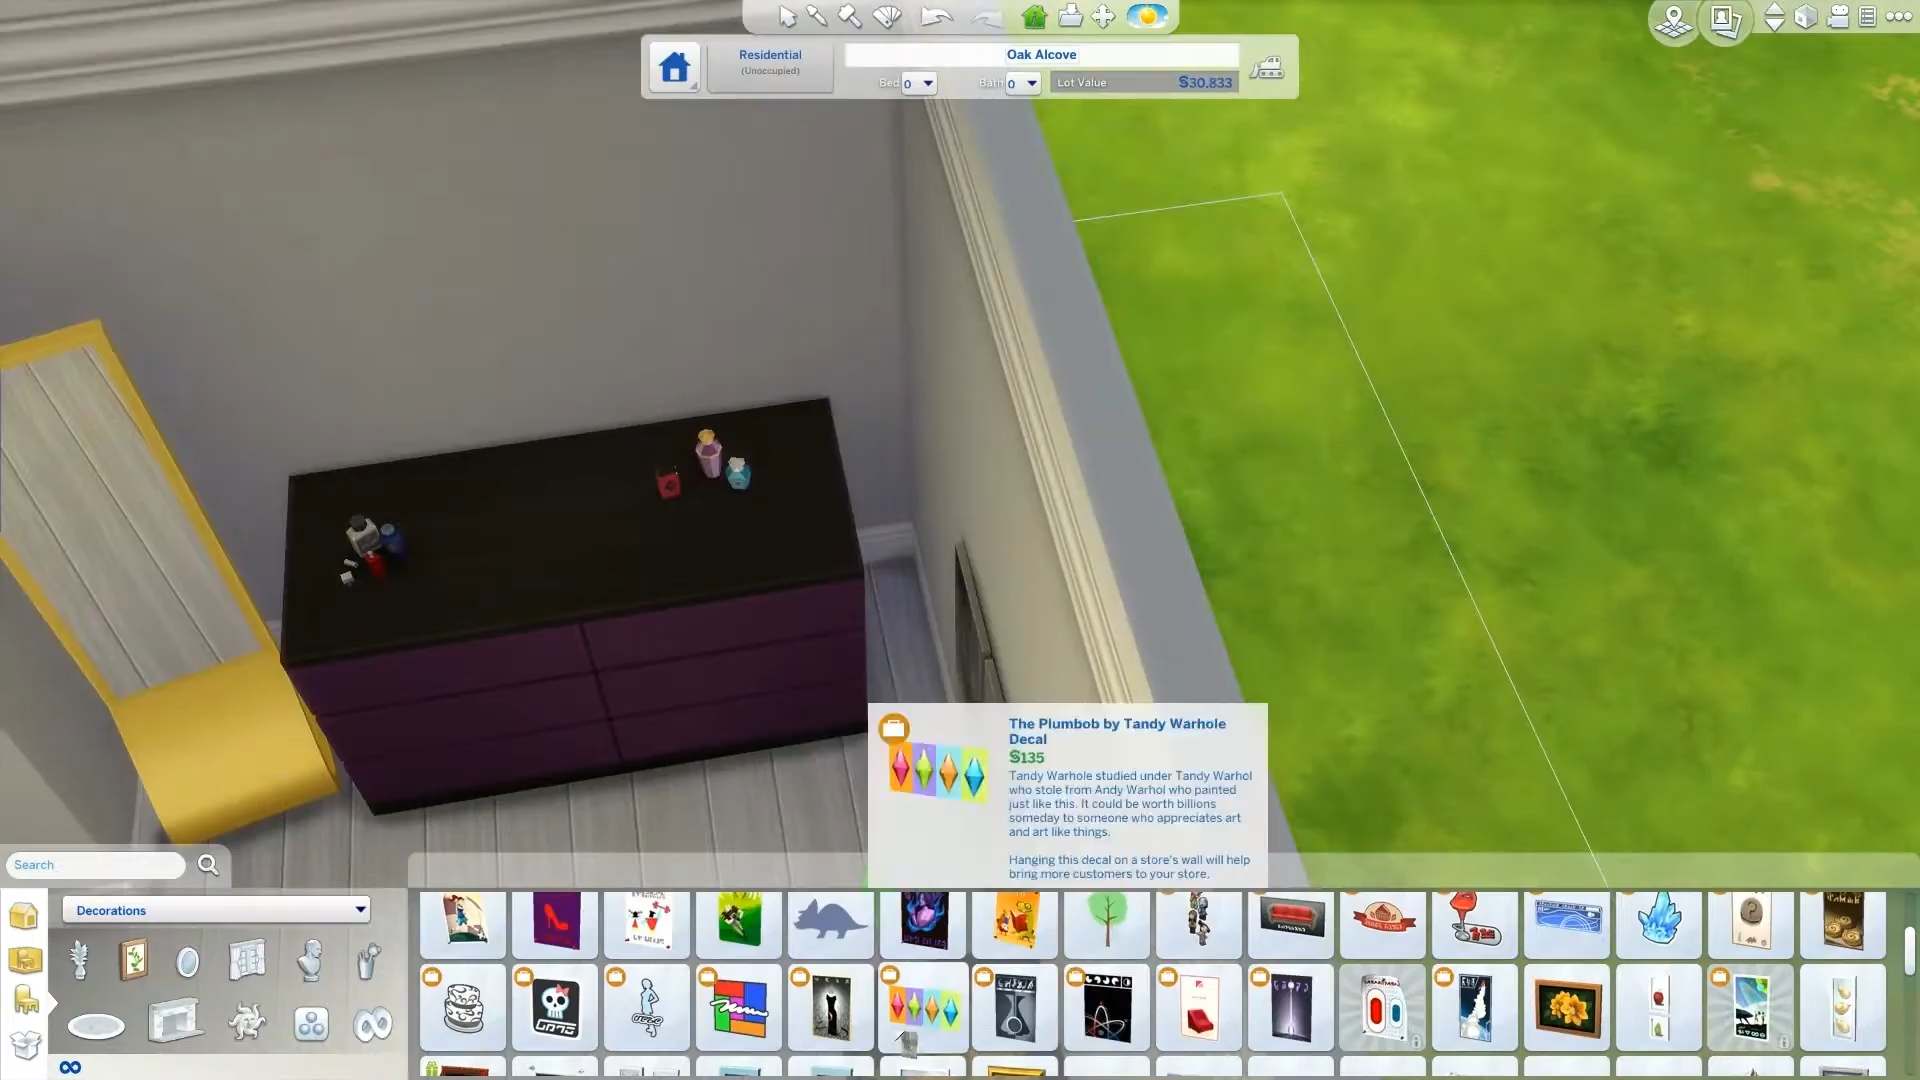 Residential
(Unoccupied)
Oak Alcove
Bed 0
Bath 0
Lot Value
§30,833
The Plumbob by Tandy Warhole
Decal
§135
Tandy Warhole studied under Tandy Warhol
who stole from Andy Warhol who painted
just like this. It could be worth billions
someday to someone who appreciates art
and art like things.
Hanging this decal on a store's wall will help
bring more customers to your store.
Search
Decorations